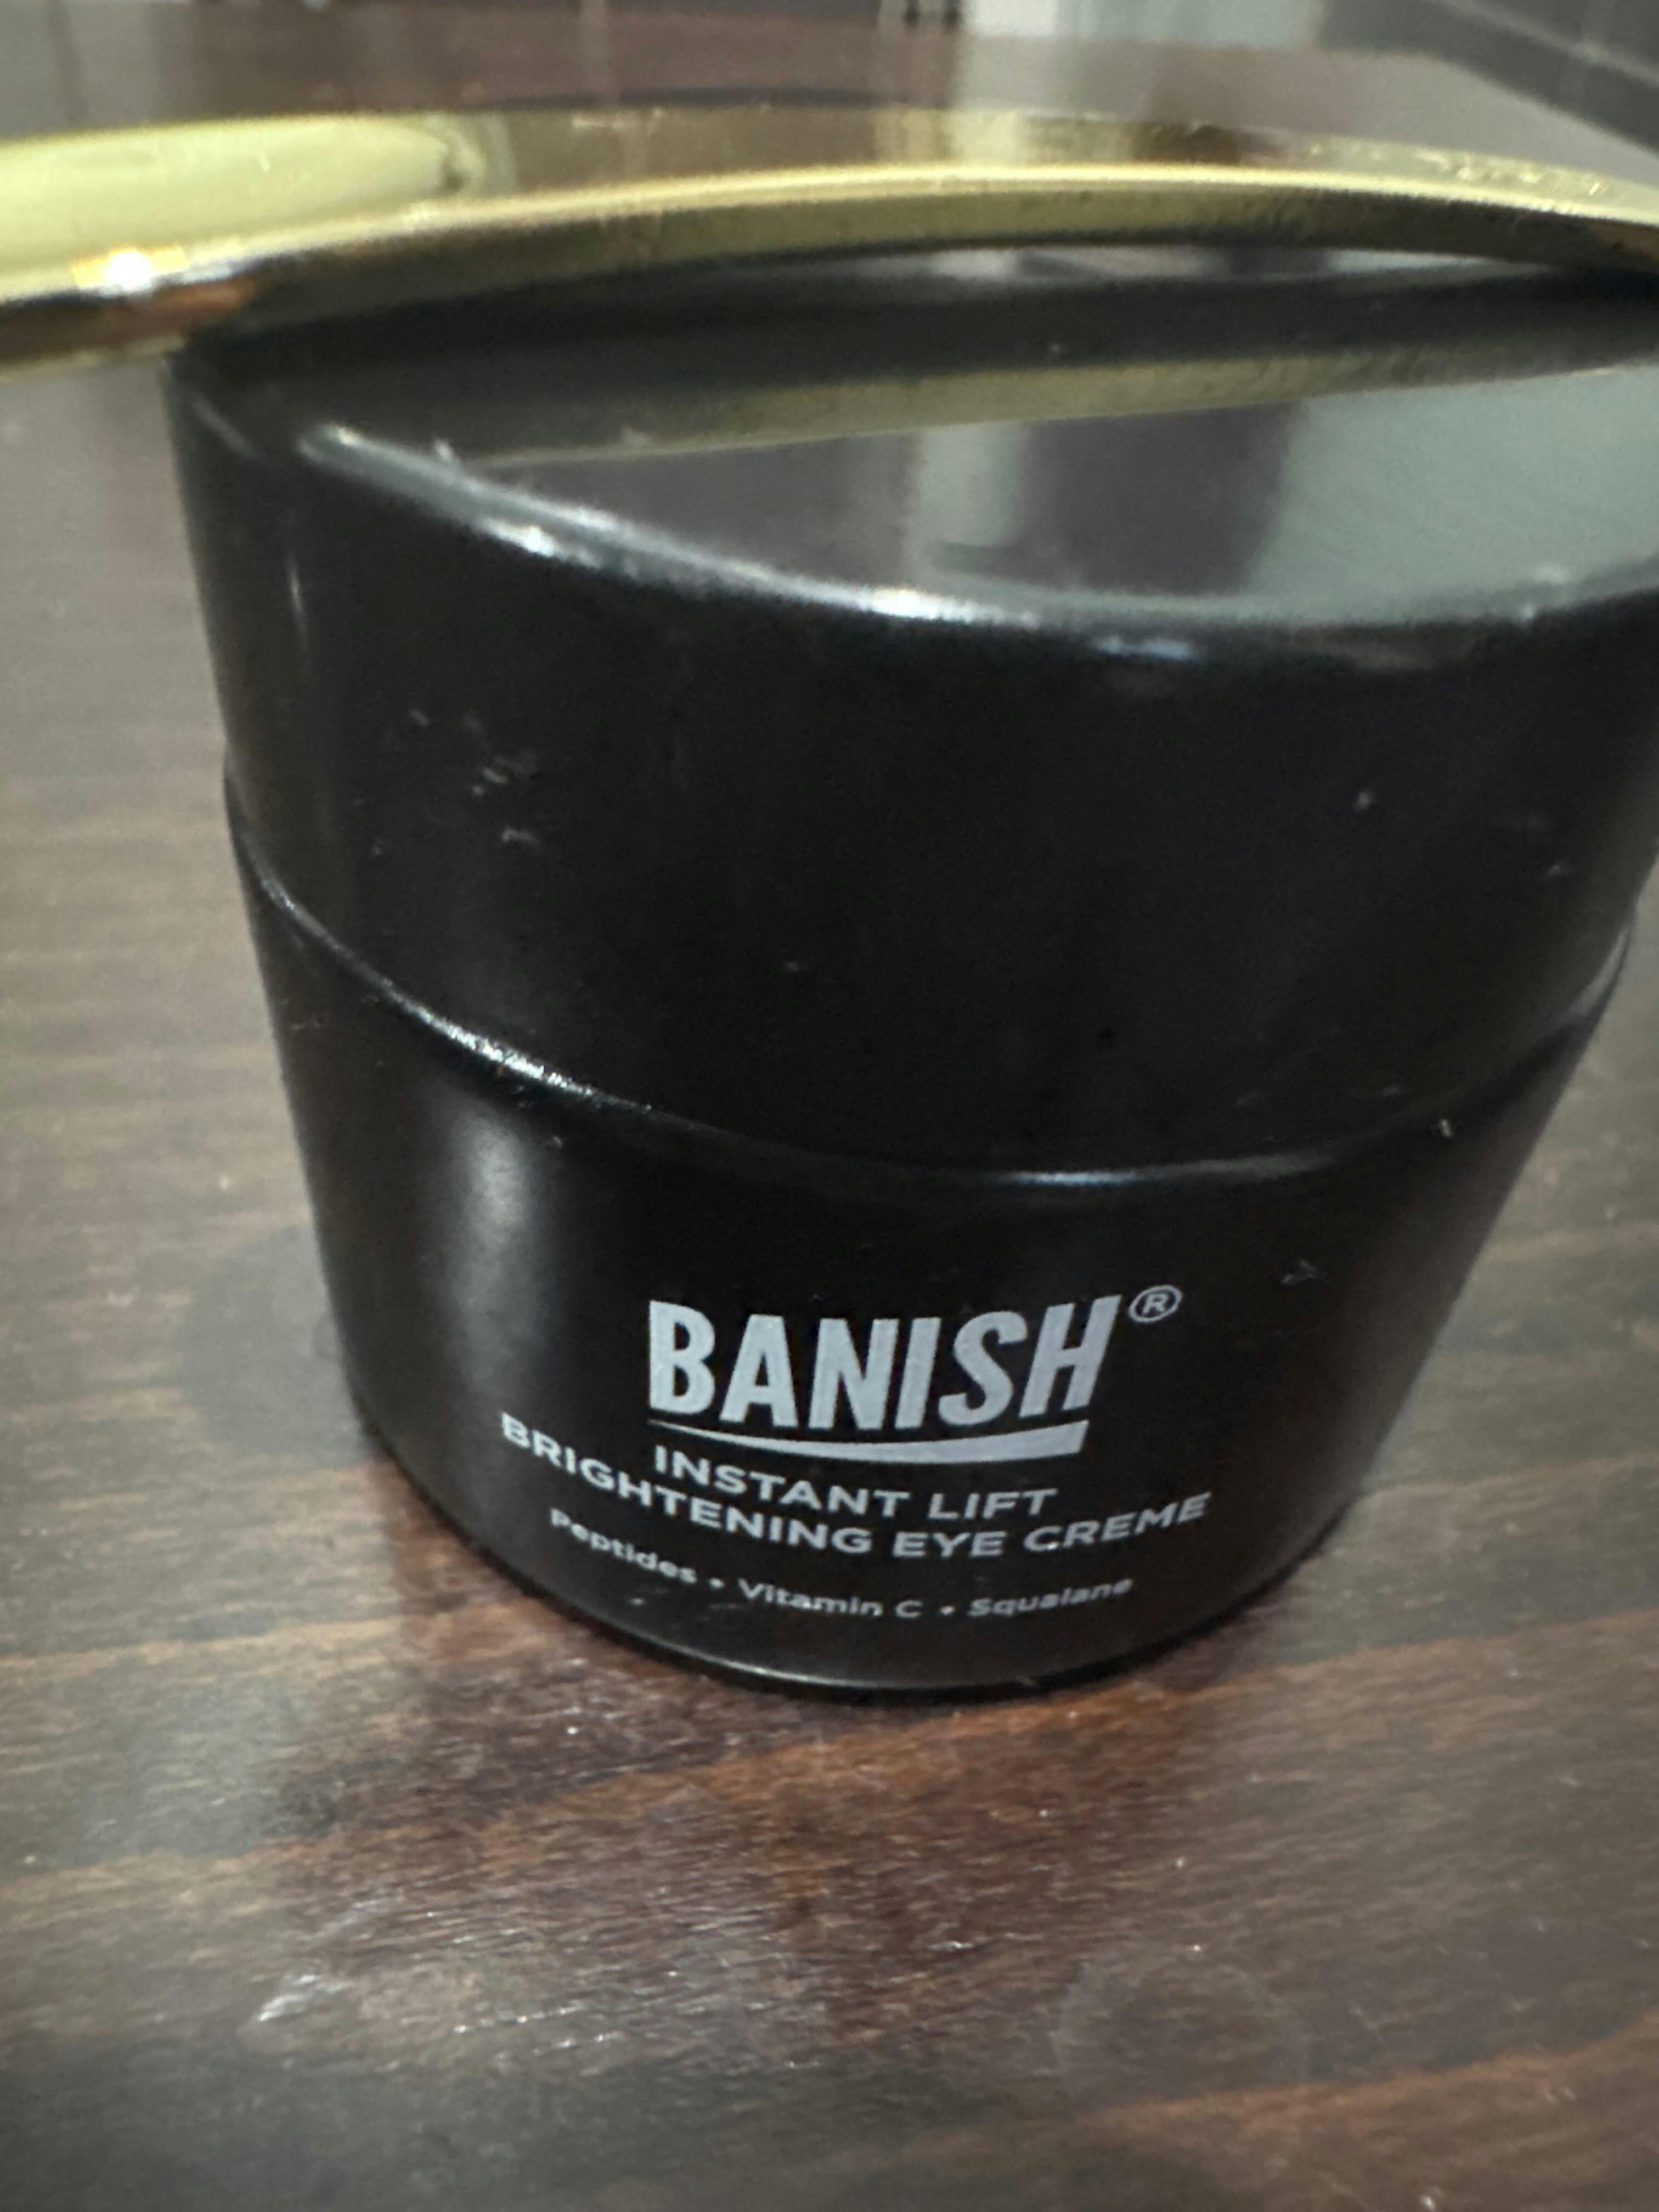 BANISH®
INSTANT LIFT
BRIGHTENING EYE CREME
Peptides • Vitamin C • Squalane